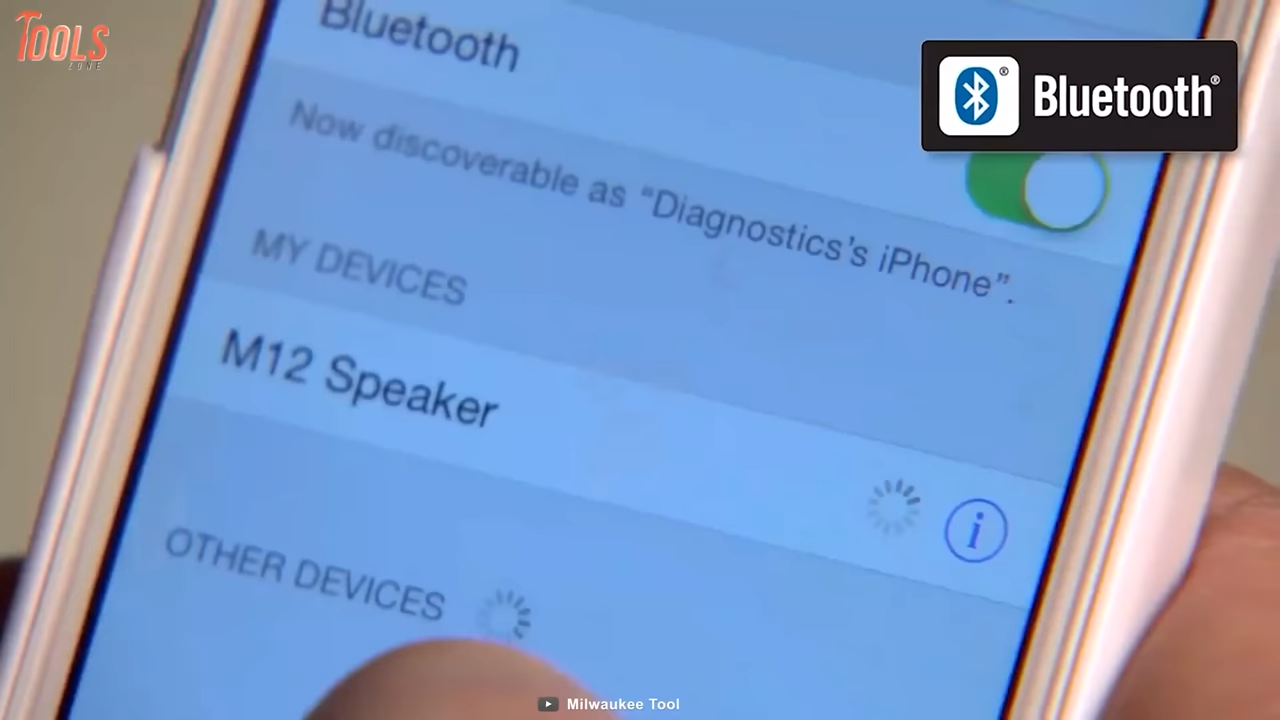 TOOLS
ZONE
Bluetooth®
Bluetooth
Now discoverable as “Diagnostics’s iPhone”.
MY DEVICES
M12 Speaker
i
OTHER DEVICES
Milwaukee Tool